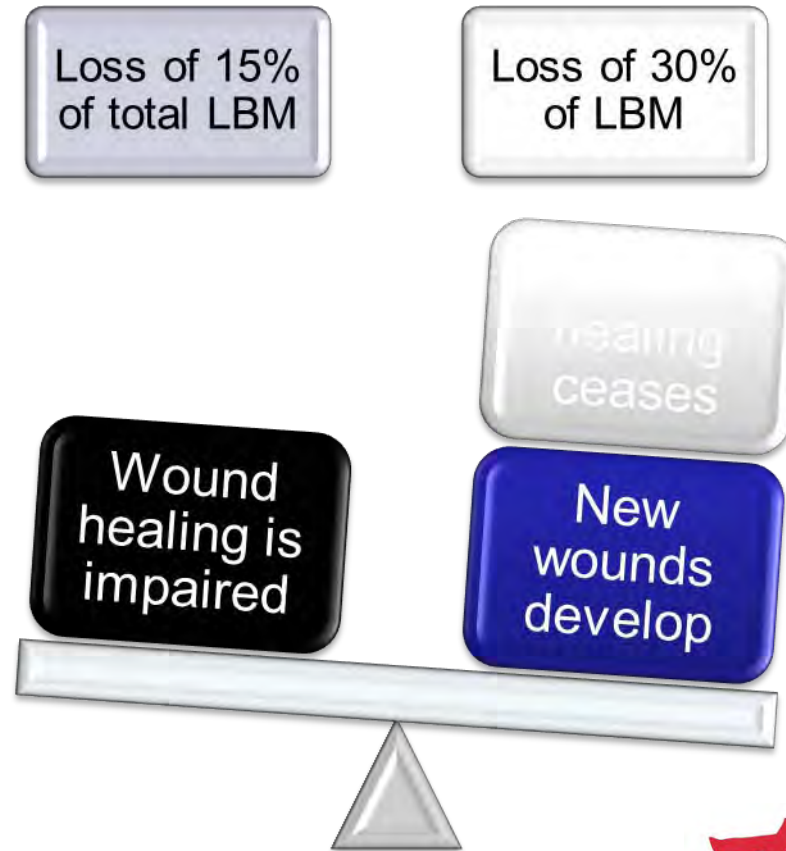 Loss of 15%
of total LBM
Loss of 30%
of LBM
healing
ceases
Wound
healing is
impaired
New
wounds
develop